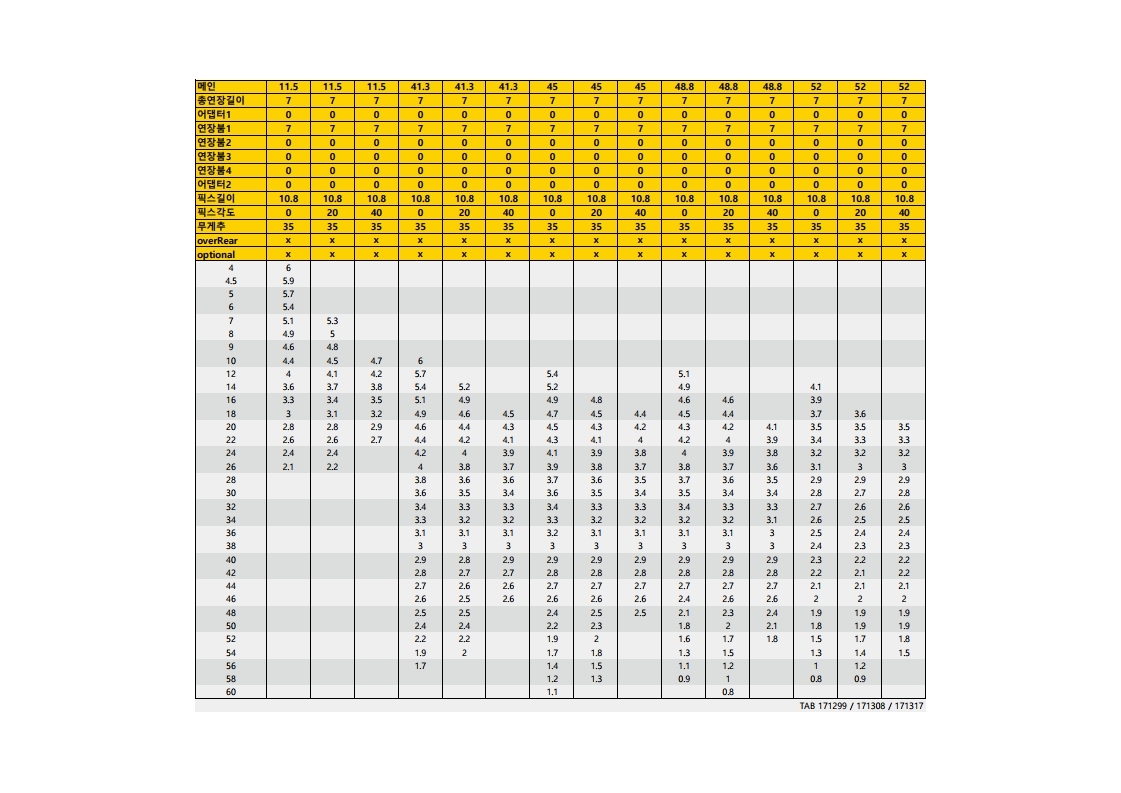 메인 11.5 11.5 11.5 41.3 41.3 41.3 45 45 45 48.8 48.8 48.8 52 52 52
총연장길이 7 7 7 7 7 7 7 7 7 7 7 7 7 7 7
어댑터1 0 0 0 0 0 0 0 0 0 0 0 0 0 0 0
연장붐1 7 7 7 7 7 7 7 7 7 7 7 7 7 7 7
연장붐2 0 0 0 0 0 0 0 0 0 0 0 0 0 0 0
연장붐3 0 0 0 0 0 0 0 0 0 0 0 0 0 0 0
연장붐4 0 0 0 0 0 0 0 0 0 0 0 0 0 0 0
어댑터2 0 0 0 0 0 0 0 0 0 0 0 0 0 0 0
픽스길이 10.8 10.8 10.8 10.8 10.8 10.8 10.8 10.8 10.8 10.8 10.8 10.8 10.8 10.8 10.8
픽스각도 0 20 40 0 20 40 0 20 40 0 20 40 0 20 40
무게추 35 35 35 35 35 35 35 35 35 35 35 35 35 35 35
overRear x x x x x x x x x x x x x x x
optional x x x x x x x x x x x x x x x
4 6
4.5 5.9
5 5.7
6 5.4
7 5.1 5.3
8 4.9 5
9 4.6 4.8
10 4.4 4.5 4.7 6
12 4 4.1 4.2 5.7 5.4 5.1
14 3.6 3.7 3.8 5.4 5.2 5.2 4.9 4.1
16 3.3 3.4 3.5 5.1 4.9 4.9 4.8 4.6 4.6 3.9
18 3 3.1 3.2 4.9 4.6 4.5 4.7 4.5 4.4 4.5 4.4 3.7 3.6
20 2.8 2.8 2.9 4.6 4.4 4.3 4.5 4.3 4.2 4.3 4.2 4.1 3.5 3.5 3.5
22 2.6 2.6 2.7 4.4 4.2 4.1 4.3 4.1 4 4.2 4 3.9 3.4 3.3 3.3
24 2.4 2.4 4.2 4 3.9 4.1 3.9 3.8 4 3.9 3.8 3.2 3.2 3.2
26 2.1 2.2 4 3.8 3.7 3.9 3.8 3.7 3.8 3.7 3.6 3.1 3 3
28 3.8 3.6 3.6 3.7 3.6 3.5 3.7 3.6 3.5 2.9 2.9 2.9
30 3.6 3.5 3.4 3.6 3.5 3.4 3.5 3.4 3.4 2.8 2.7 2.8
32 3.4 3.3 3.3 3.4 3.3 3.3 3.4 3.3 3.3 2.7 2.6 2.6
34 3.3 3.2 3.2 3.3 3.2 3.2 3.2 3.2 3.1 2.6 2.5 2.5
36 3.1 3.1 3.1 3.2 3.1 3.1 3.1 3.1 3 2.5 2.4 2.4
38 3 3 3 3 3 3 3 3 3 2.4 2.3 2.3
40 2.9 2.8 2.9 2.9 2.9 2.9 2.9 2.9 2.9 2.3 2.2 2.2
42 2.8 2.7 2.7 2.8 2.8 2.8 2.8 2.8 2.8 2.2 2.1 2.2
44 2.7 2.6 2.6 2.7 2.7 2.7 2.7 2.7 2.7 2.1 2.1 2.1
46 2.6 2.5 2.6 2.6 2.6 2.6 2.4 2.6 2.6 2 2 2
48 2.5 2.5 2.4 2.5 2.5 2.1 2.3 2.4 1.9 1.9 1.9
50 2.4 2.4 2.2 2.3 1.8 2 2.1 1.8 1.9 1.9
52 2.2 2.2 1.9 2 1.6 1.7 1.8 1.5 1.7 1.8
54 1.9 2 1.7 1.8 1.3 1.5 1.3 1.4 1.5
56 1.7 1.4 1.5 1.1 1.2 1 1.2
58 1.2 1.3 0.9 1 0.8 0.9
60 1.1 0.8
TAB 171299 / 171308 / 171317